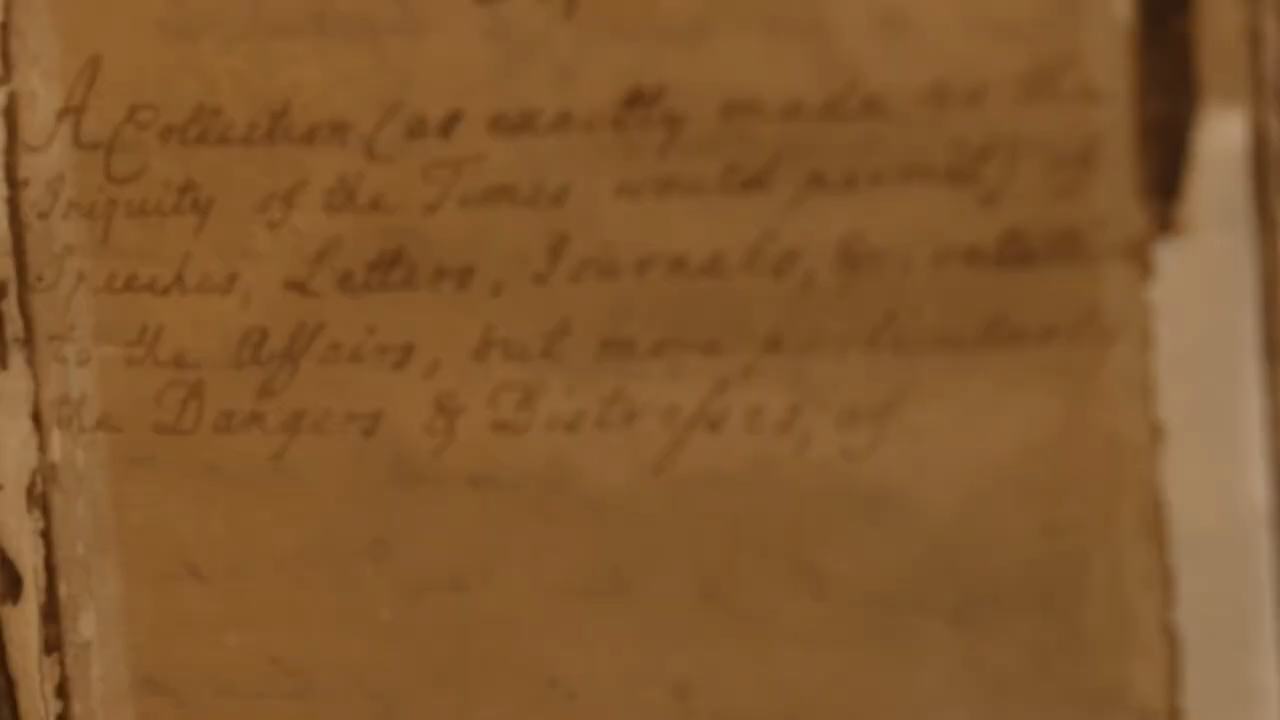 A Collection (as exactly made as the
Iniquity of the Times would permit) of
Speeches, Letters, Journals, &c. relat
to the Affairs, but more particularly
the Dangers & Distresses, of